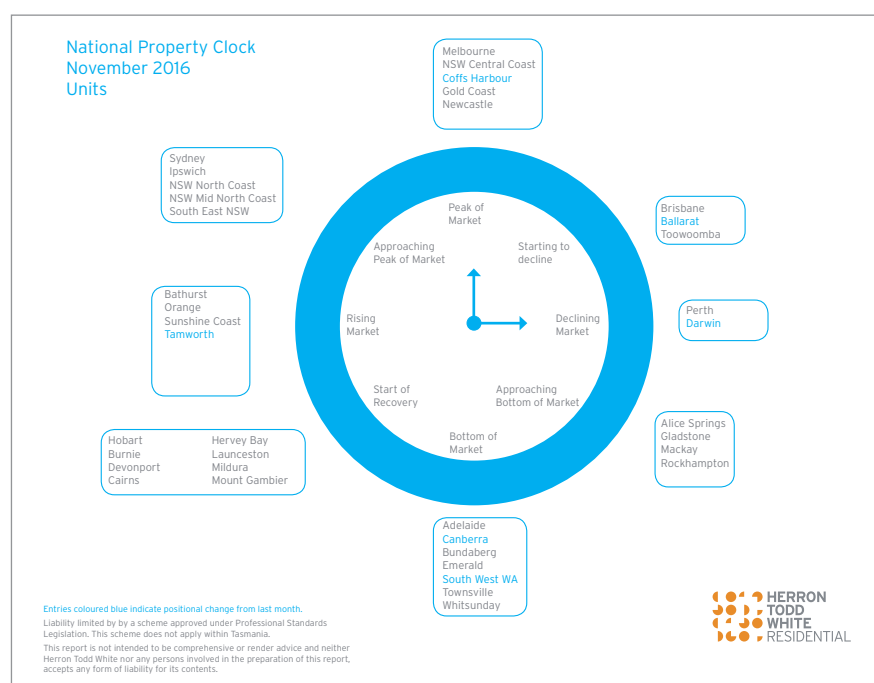 National Property Clock
November 2016
Units
Melbourne
NSW Central Coast
Coffs Harbour
Gold Coast
Newcastle
Sydney
Ipswich
NSW North Coast
NSW Mid North Coast
South East NSW
Brisbane
Ballarat
Toowoomba
Peak of
Market
Approaching
Peak of Market
Starting to
decline
Bathurst
Orange
Sunshine Coast
Tamworth
Rising
Market
Declining
Market
Perth
Darwin
Start of
Recovery
Approaching
Bottom of Market
Bottom of
Market
Hobart
Burnie
Devonport
Cairns
Hervey Bay
Launceston
Mildura
Mount Gambier
Alice Springs
Gladstone
Mackay
Rockhampton
Adelaide
Canberra
Bundaberg
Emerald
South West WA
Townsville
Whitsunday
Entries coloured blue indicate positional change from last month.
Liability limited by by a scheme approved under Professional Standards
Legislation. This scheme does not apply within Tasmania.
This report is not intended to be comprehensive or render advice and neither
Herron Todd White nor any persons involved in the preparation of this report,
accepts any form of liability for its contents.
HERRON
TODD
WHITE
RESIDENTIAL